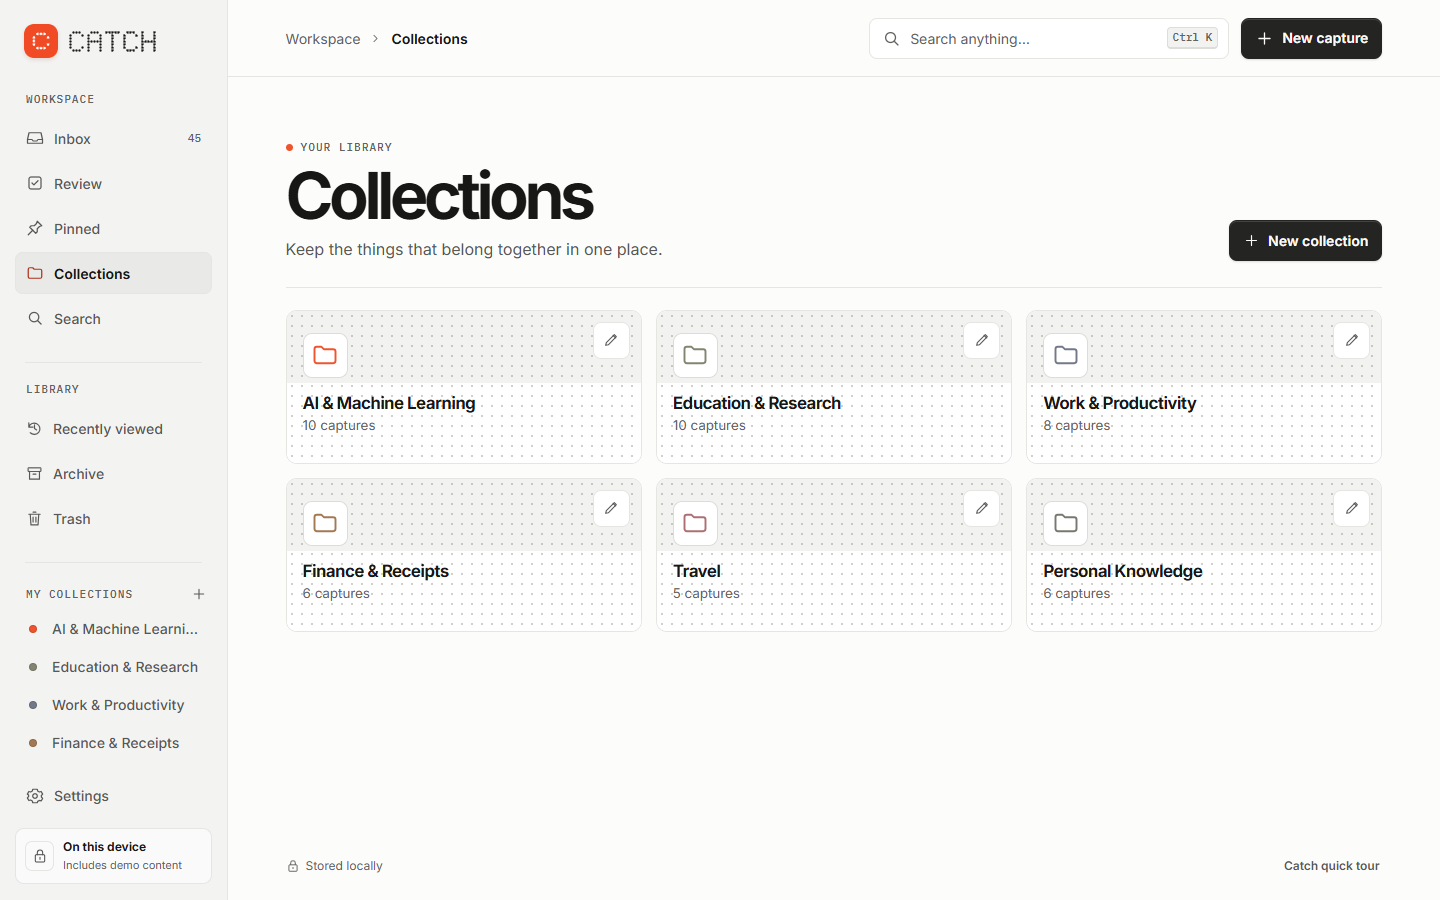 CATCH
WORKSPACE
Inbox 45
Review
Pinned
Collections
Search
LIBRARY
Recently viewed
Archive
Trash
MY COLLECTIONS
AI & Machine Learni...
Education & Research
Work & Productivity
Finance & Receipts
Settings
On this device
Includes demo content
Workspace > Collections
Search anything... Ctrl K
New capture
YOUR LIBRARY
Collections
Keep the things that belong together in one place.
New collection
AI & Machine Learning
10 captures
Education & Research
10 captures
Work & Productivity
8 captures
Finance & Receipts
6 captures
Travel
5 captures
Personal Knowledge
6 captures
Stored locally
Catch quick tour